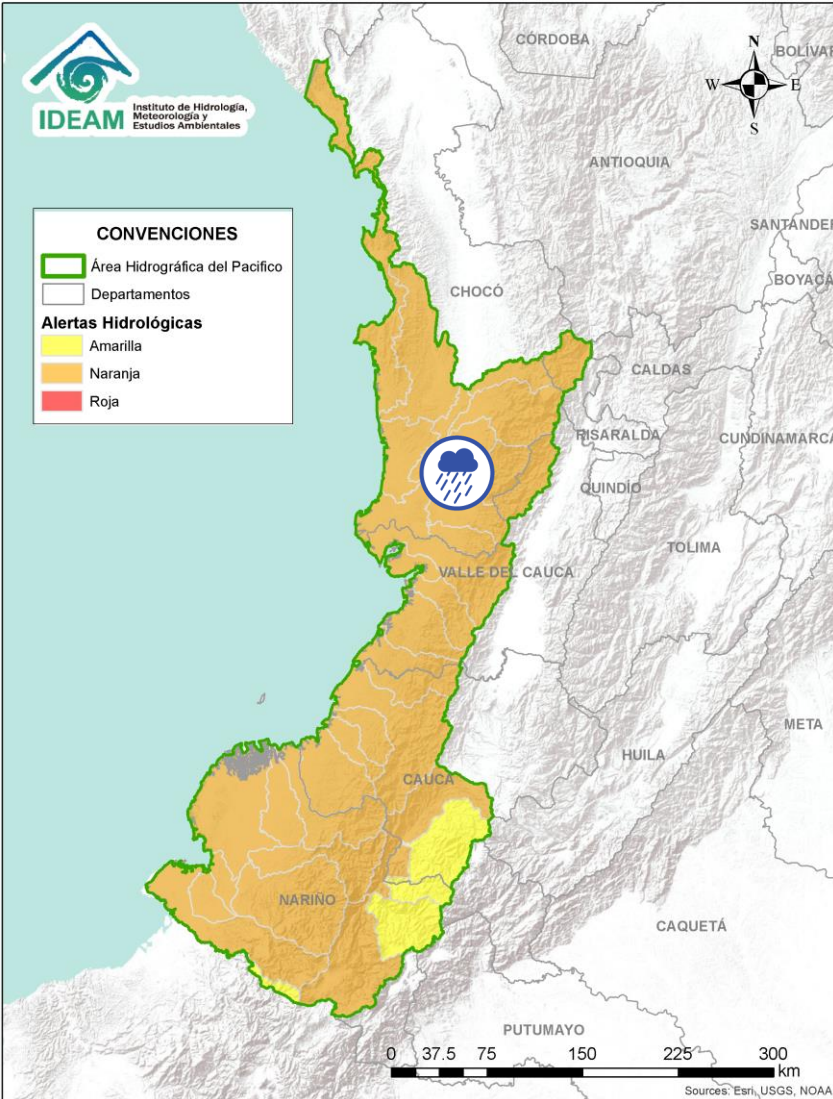 IDEAM
Instituto de Hidrología,
Meteorología y
Estudios Ambientales
N
W
E
S
CÓRDOBA
BOLÍVAR
ANTIOQUIA
SANTANDER
BOYACÁ
CHOCÓ
CALDAS
RISARALDA
CUNDINAMARCA
QUINDÍO
TOLIMA
VALLE DEL CAUCA
META
HUILA
CAUCA
NARIÑO
CAQUETÁ
PUTUMAYO
CONVENCIONES
Área Hidrográfica del Pacifico
Departamentos
Alertas Hidrológicas
Amarilla
Naranja
Roja
0 37.5 75 150 225 300
km
Sources: Esri, USGS, NOAA